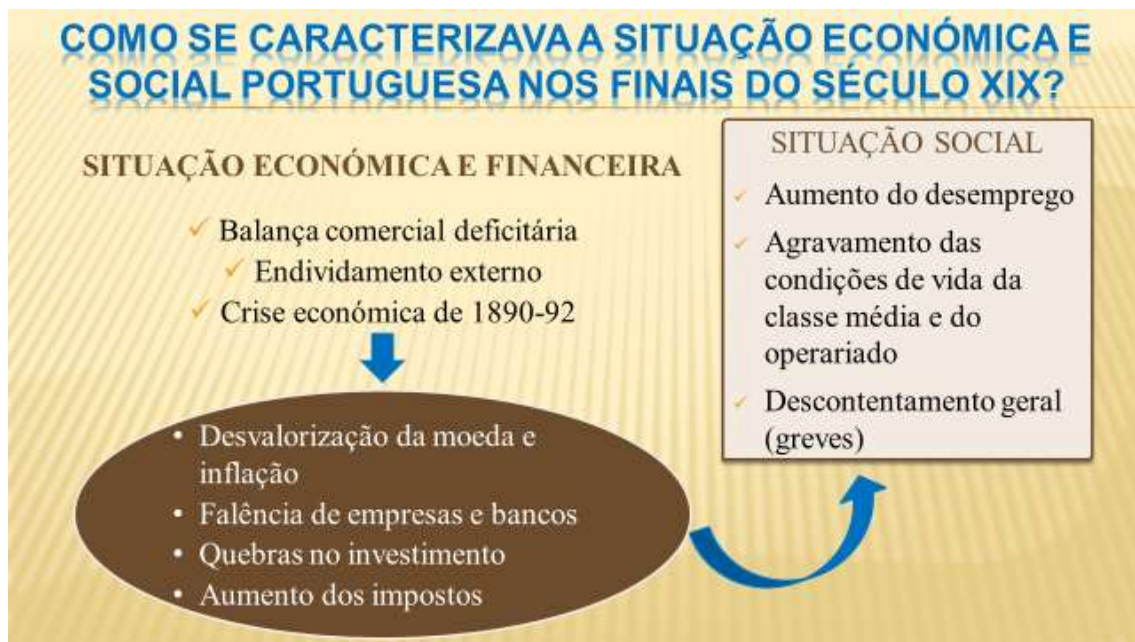 COMO SE CARACTERIZAVA A SITUAÇÃO ECONÓMICA E
SOCIAL PORTUGUESA NOS FINAIS DO SÉCULO XIX?
SITUAÇÃO ECONÓMICA E FINANCEIRA
✓ Balança comercial deficitária
✓ Endividamento externo
✓ Crise económica de 1890-92
• Desvalorização da moeda e
inflação
• Falência de empresas e bancos
• Quebras no investimento
• Aumento dos impostos
SITUAÇÃO SOCIAL
✓ Aumento do desemprego
✓ Agravamento das
condições de vida da
classe média e do
operariado
✓ Descontentamento geral
(greves)